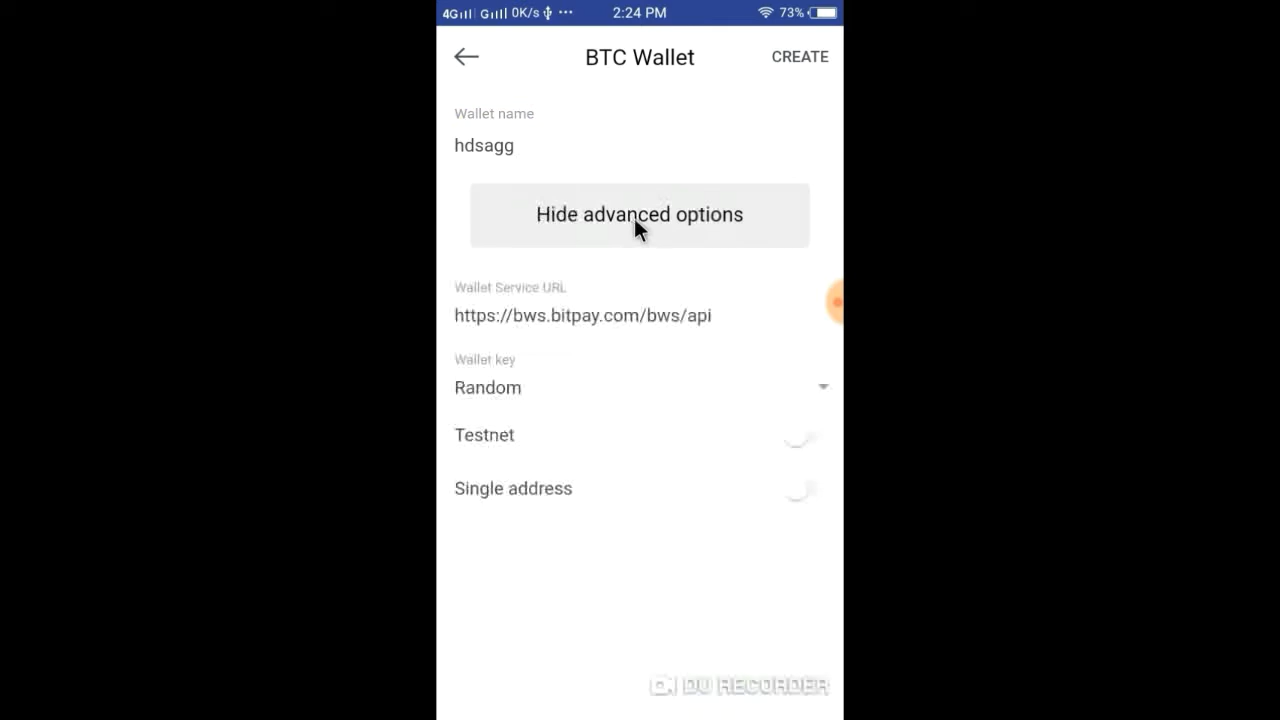 4G G 0K/s ... 2:24 PM 73%
BTC Wallet CREATE
Wallet name
hdsagg
Hide advanced options
Wallet Service URL
https://bws.bitpay.com/bws/api
Wallet key
Random
Testnet
Single address
DU RECORDER